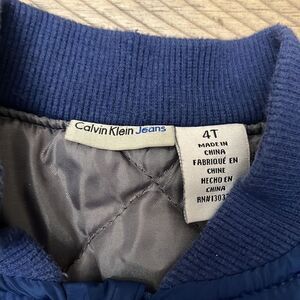 Calvin Klein Jeans
4T
MADE IN
CHINA
FABRIQUÉ EN
CHINE
HECHO EN
CHINA